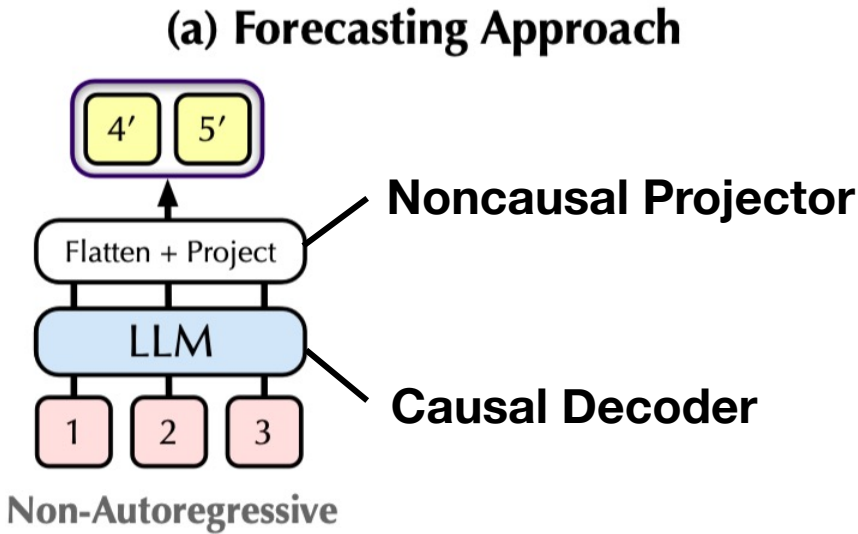 (a) Forecasting Approach
4′ 5′
Flatten + Project
Noncausal Projector
LLM
Causal Decoder
1 2 3
Non-Autoregressive